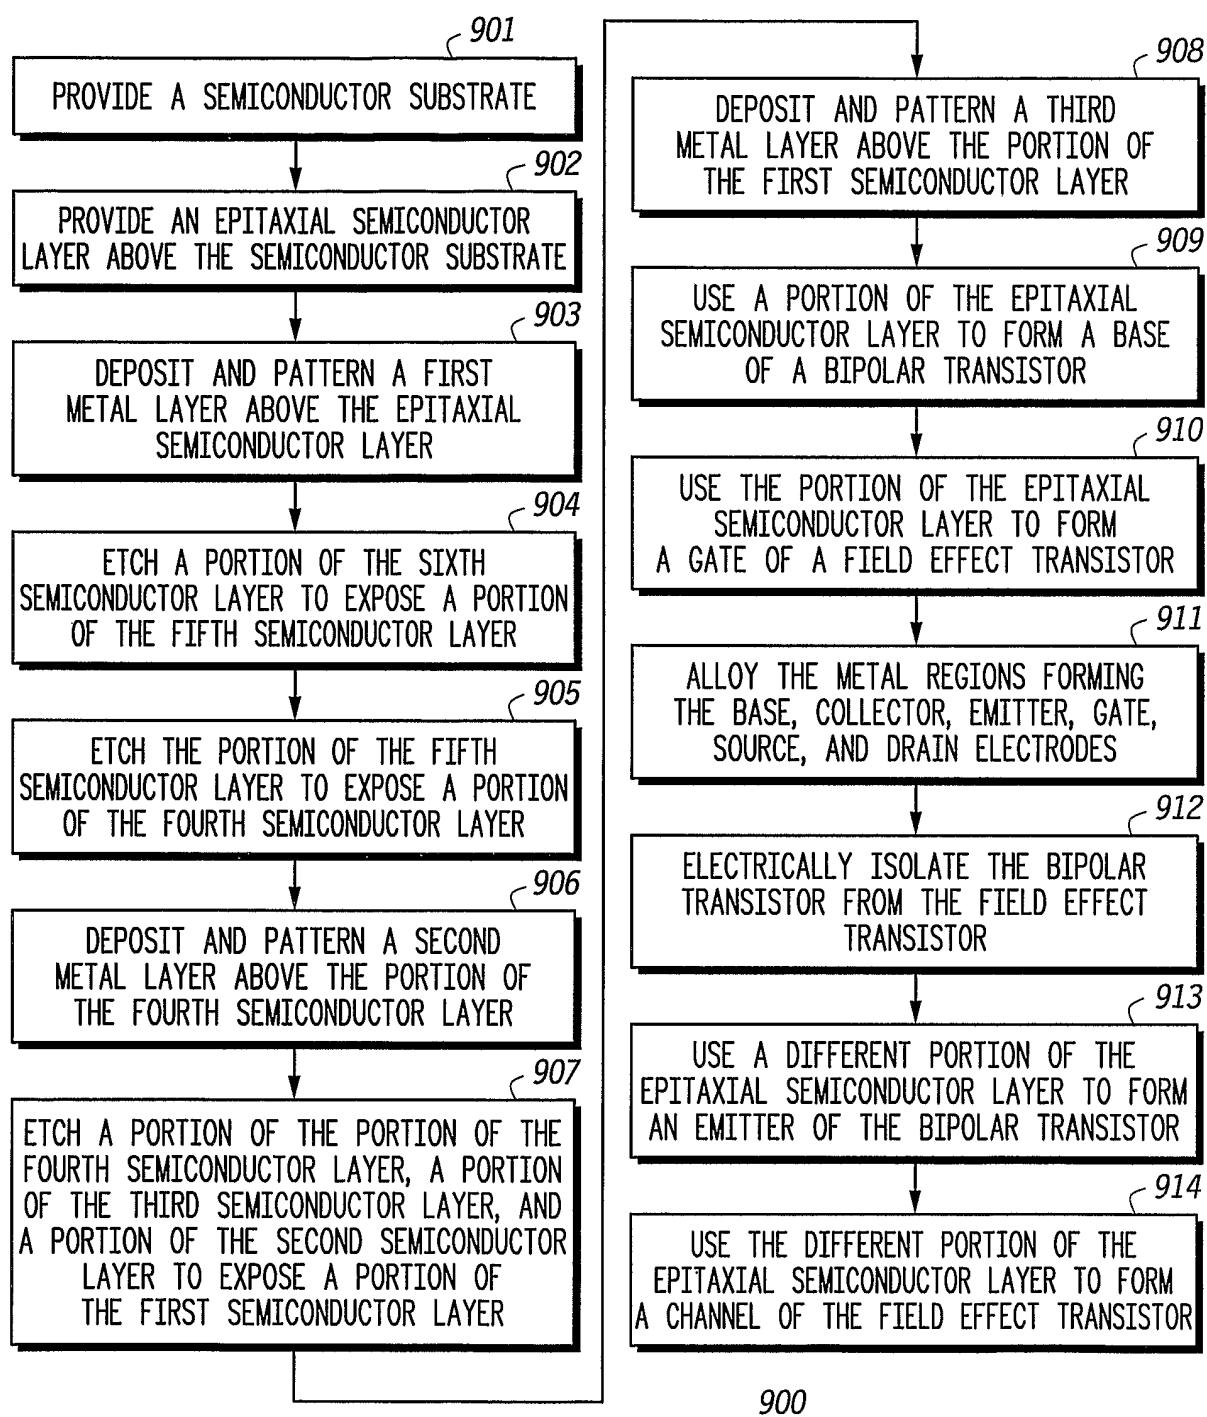 901
PROVIDE A SEMICONDUCTOR SUBSTRATE
902
PROVIDE AN EPITAXIAL SEMICONDUCTOR
LAYER ABOVE THE SEMICONDUCTOR SUBSTRATE
903
DEPOSIT AND PATTERN A FIRST
METAL LAYER ABOVE THE EPITAXIAL
SEMICONDUCTOR LAYER
904
ETCH A PORTION OF THE SIXTH
SEMICONDUCTOR LAYER TO EXPOSE A PORTION
OF THE FIFTH SEMICONDUCTOR LAYER
905
ETCH THE PORTION OF THE FIFTH
SEMICONDUCTOR LAYER TO EXPOSE A PORTION
OF THE FOURTH SEMICONDUCTOR LAYER
906
DEPOSIT AND PATTERN A SECOND
METAL LAYER ABOVE THE PORTION OF
THE FOURTH SEMICONDUCTOR LAYER
907
ETCH A PORTION OF THE PORTION OF THE
FOURTH SEMICONDUCTOR LAYER, A PORTION
OF THE THIRD SEMICONDUCTOR LAYER, AND
A PORTION OF THE SECOND SEMICONDUCTOR
LAYER TO EXPOSE A PORTION OF
THE FIRST SEMICONDUCTOR LAYER
908
DEPOSIT AND PATTERN A THIRD
METAL LAYER ABOVE THE PORTION OF
THE FIRST SEMICONDUCTOR LAYER
909
USE A PORTION OF THE EPITAXIAL
SEMICONDUCTOR LAYER TO FORM A BASE
OF A BIPOLAR TRANSISTOR
910
USE THE PORTION OF THE EPITAXIAL
SEMICONDUCTOR LAYER TO FORM
A GATE OF A FIELD EFFECT TRANSISTOR
911
ALLOY THE METAL REGIONS FORMING
THE BASE, COLLECTOR, EMITTER, GATE,
SOURCE, AND DRAIN ELECTRODES
912
ELECTRICALLY ISOLATE THE BIPOLAR
TRANSISTOR FROM THE FIELD EFFECT
TRANSISTOR
913
USE A DIFFERENT PORTION OF THE
EPITAXIAL SEMICONDUCTOR LAYER TO FORM
AN EMITTER OF THE BIPOLAR TRANSISTOR
914
USE THE DIFFERENT PORTION OF THE
EPITAXIAL SEMICONDUCTOR LAYER TO FORM
A CHANNEL OF THE FIELD EFFECT TRANSISTOR
900